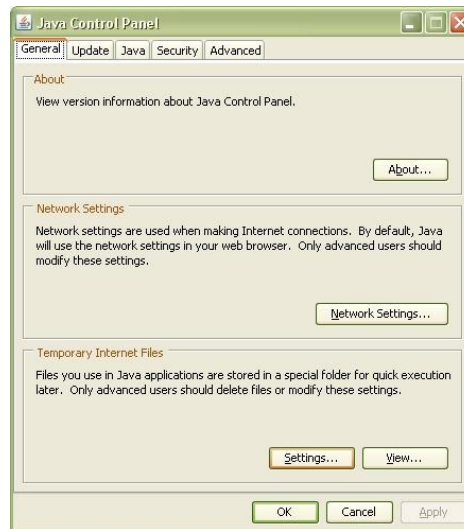 Java Control Panel
General Update Java Security Advanced
About
View version information about Java Control Panel.
About...
Network Settings
Network settings are used when making Internet connections.  By default, Java
will use the network settings in your web browser.  Only advanced users should
modify these settings.
Network Settings...
Temporary Internet Files
Files you use in Java applications are stored in a special folder for quick execution
later.  Only advanced users should delete files or modify these settings.
Settings... View...
OK Cancel Apply